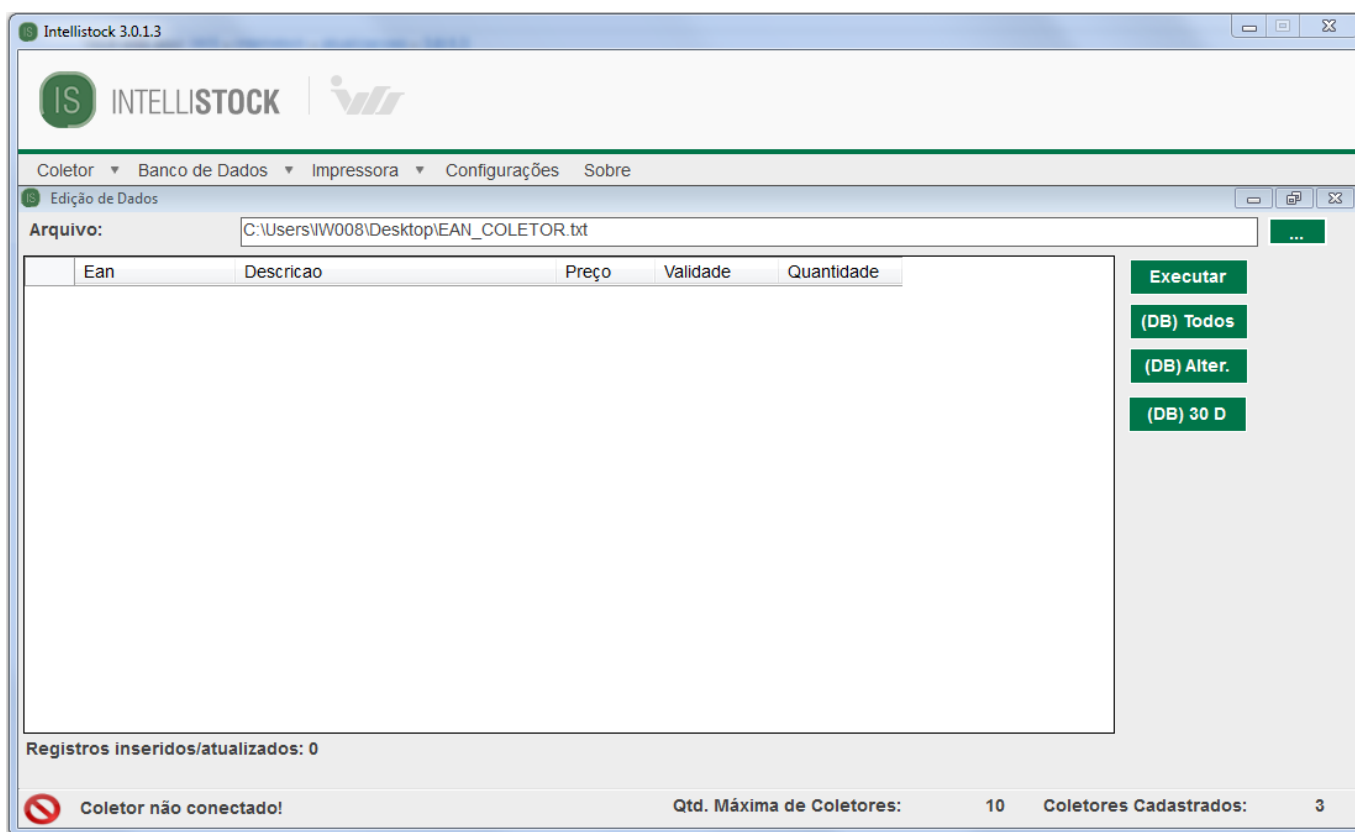 Intellistock 3.0.1.3
IS INTELLISTOCK iws
Coletor Banco de Dados Impressora Configurações Sobre
IS Edição de Dados
Arquivo: C:\Users\IW008\Desktop\EAN_COLETOR.txt ...
Ean Descricao Preço Validade Quantidade
Executar
(DB) Todos
(DB) Alter.
(DB) 30 D
Registros inseridos/atualizados: 0
Coletor não conectado! Qtd. Máxima de Coletores: 10 Coletores Cadastrados: 3